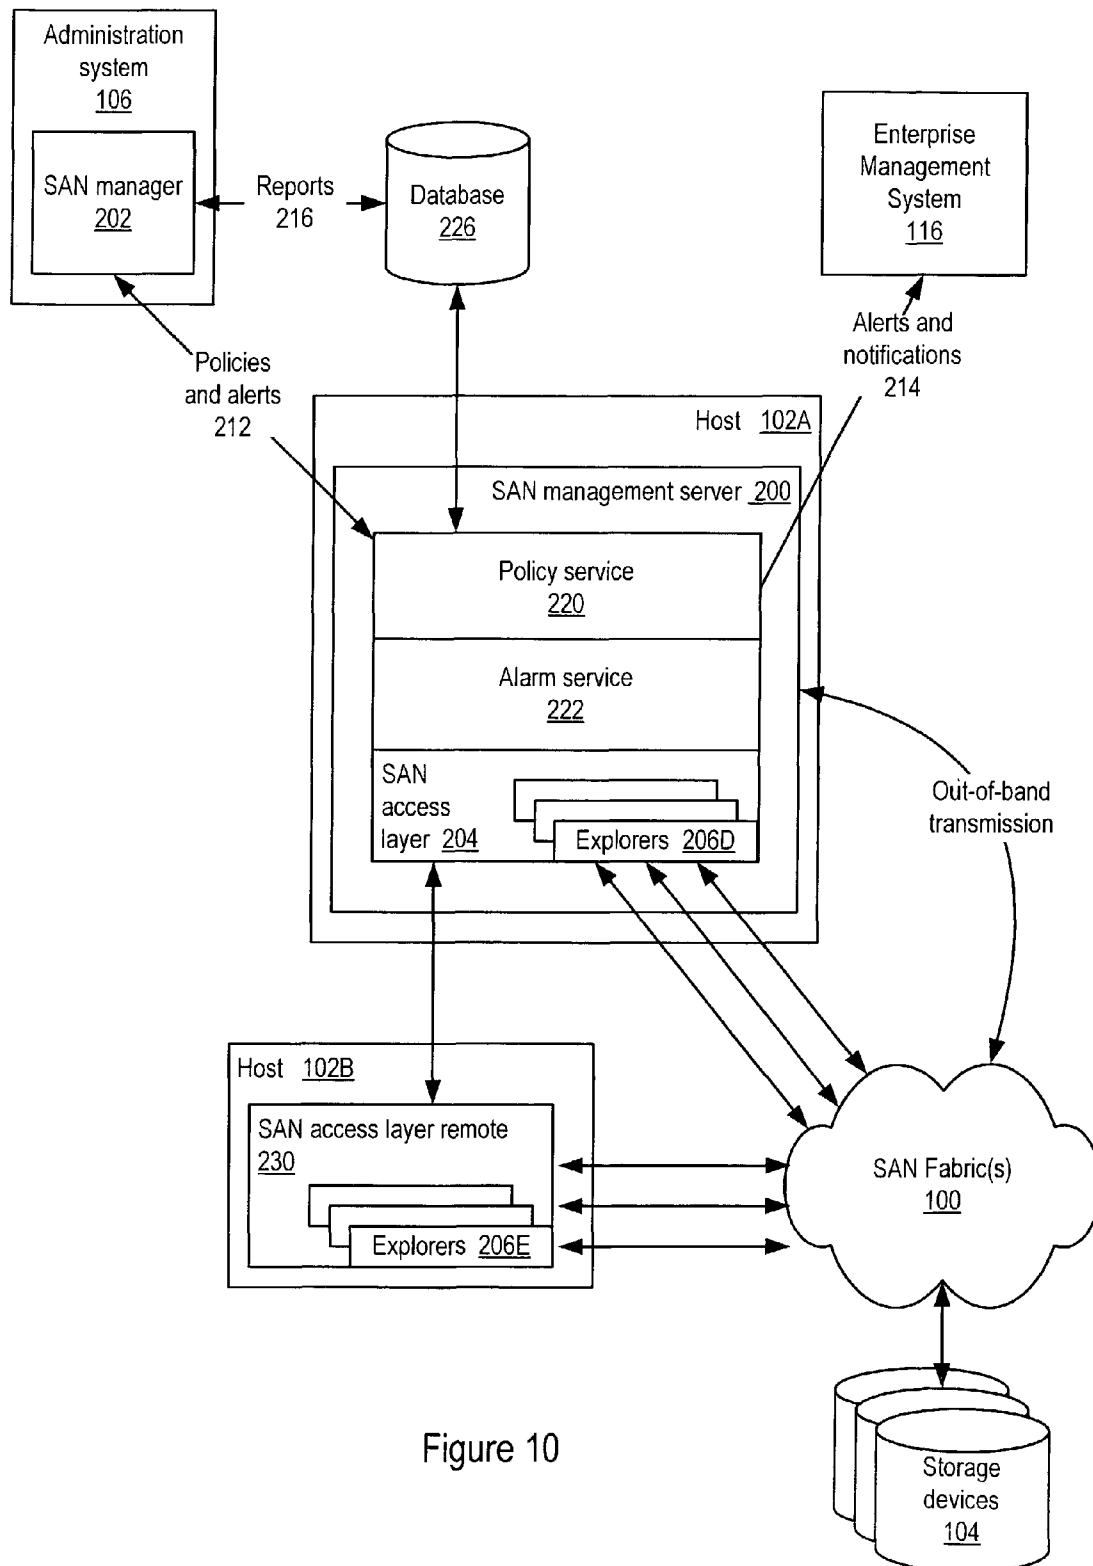 Administration
system
106
SAN manager
202
Reports
216
Database
226
Enterprise
Management
System
116
Policies
and alerts
212
Alerts and
notifications
214
Host 102A
SAN management server 200
Policy service
220
Alarm service
222
SAN
access
layer 204
Explorers 206D
Out-of-band
transmission
Host 102B
SAN access layer remote
230
Explorers 206E
SAN Fabric(s)
100
Storage
devices
104
Figure 10